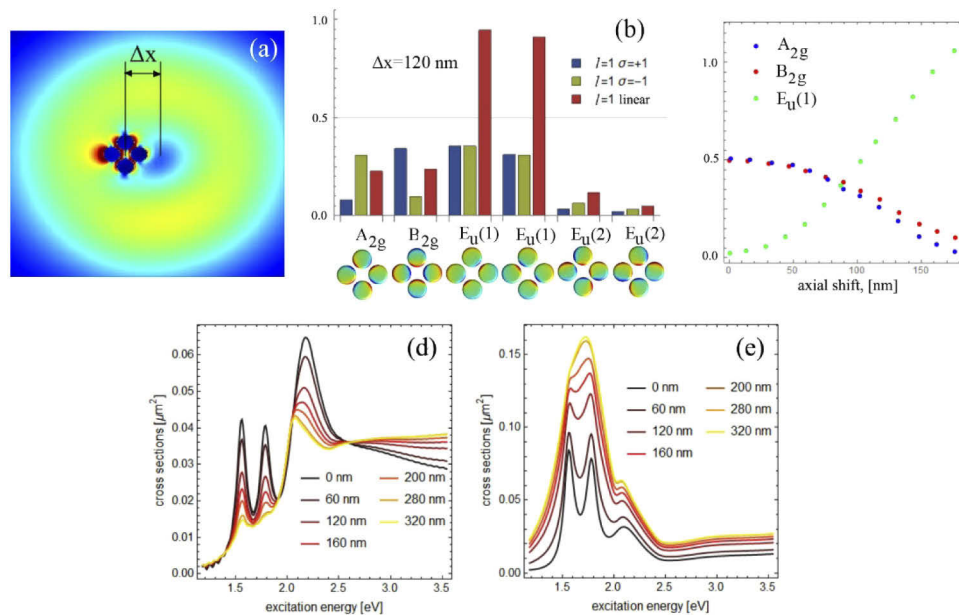 (a)
Δx
(b)
1.0
0.5
0.0
Δx=120 nm
l=1 σ=+1
l=1 σ=−1
l=1 linear
A2g
B2g
Eu(1)
Eu(1)
Eu(2)
Eu(2)
1.0
0.5
0.0
A2g
B2g
Eu(1)
0
50
100
150
axial shift, [nm]
(d)
cross sections [μm²]
0.06
0.05
0.04
0.03
0.02
0.01
0.00
0 nm
60 nm
120 nm
160 nm
200 nm
280 nm
320 nm
1.5
2.0
2.5
3.0
3.5
excitation energy [eV]
(e)
cross sections [μm²]
0.15
0.10
0.05
0.00
0 nm
60 nm
120 nm
160 nm
200 nm
280 nm
320 nm
1.5
2.0
2.5
3.0
3.5
excitation energy [eV]